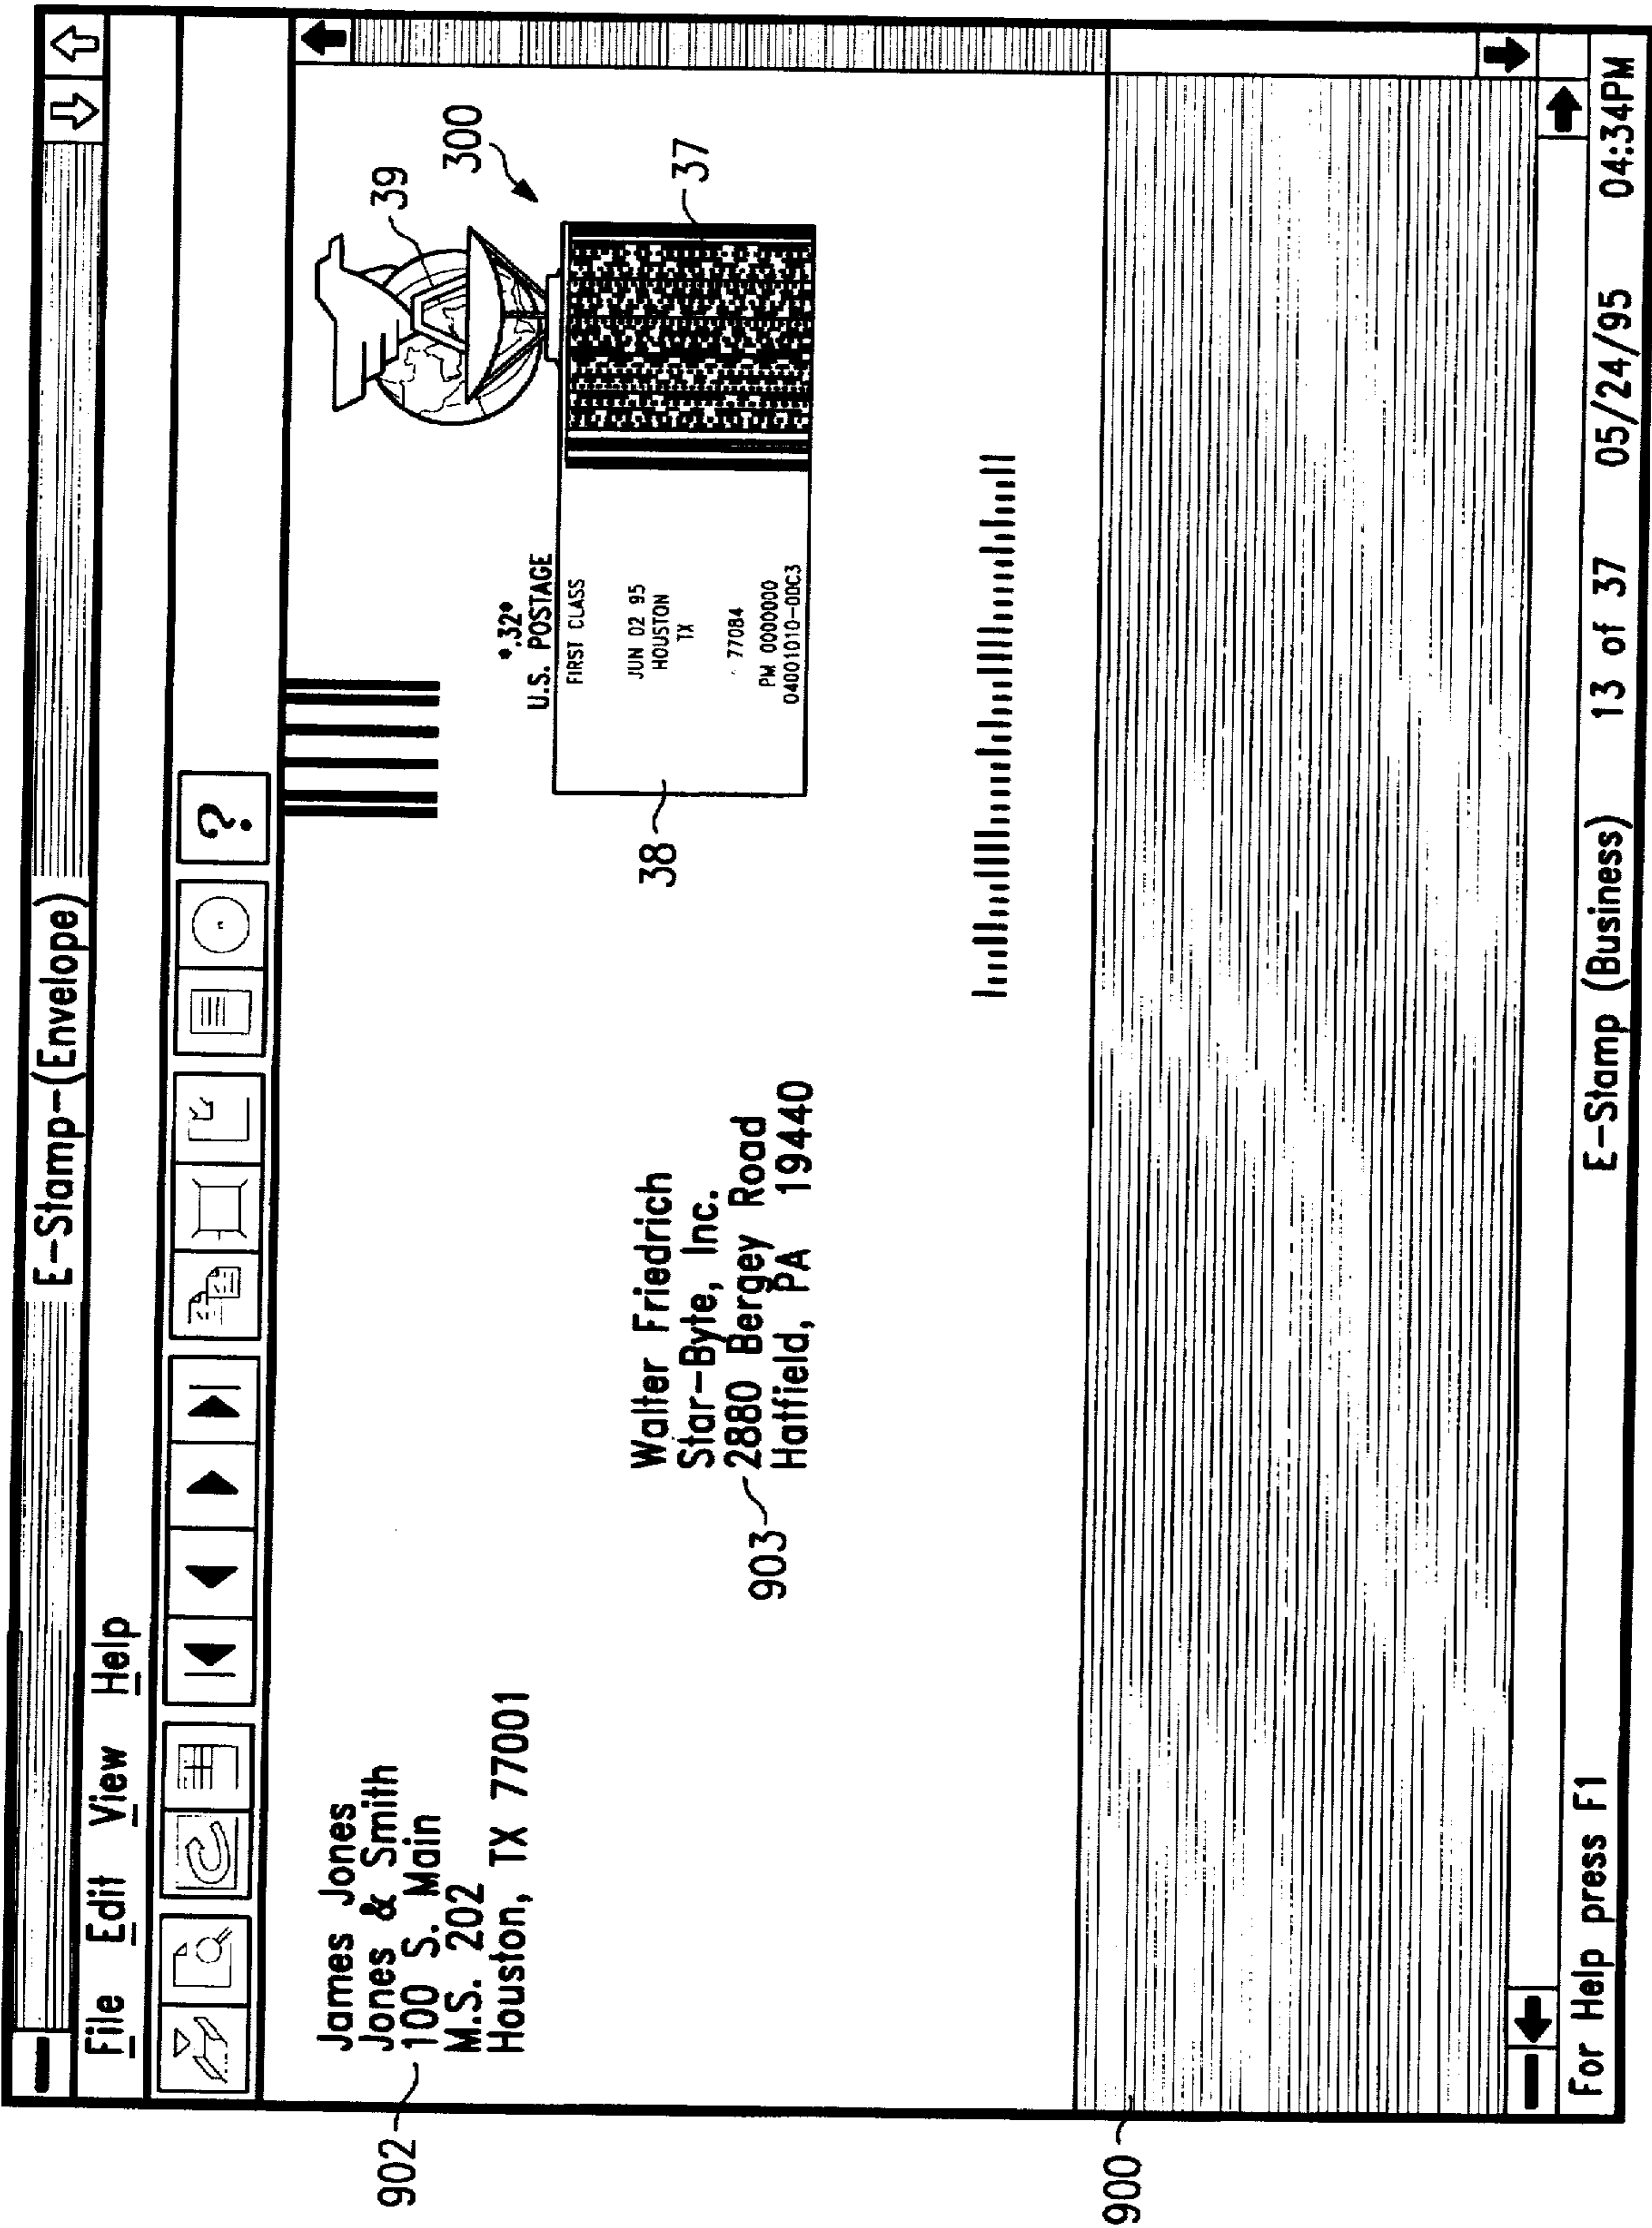 E-Stamp-(Envelope)
File Edit View Help
?
James Jones
Jones & Smith
902 100 S. Main
M.S. 202
Houston, TX 77001
39
300
*.32*
U.S. POSTAGE
FIRST CLASS
JUN 02 95
HOUSTON
TX
77084
PM 0000000
04001010-00C3
38
37
Walter Friedrich
Star-Byte, Inc.
903 2880 Bergey Road
Hatfield, PA 19440
900
For Help press F1
E-Stamp (Business) 13 of 37 05/24/95 04:34PM